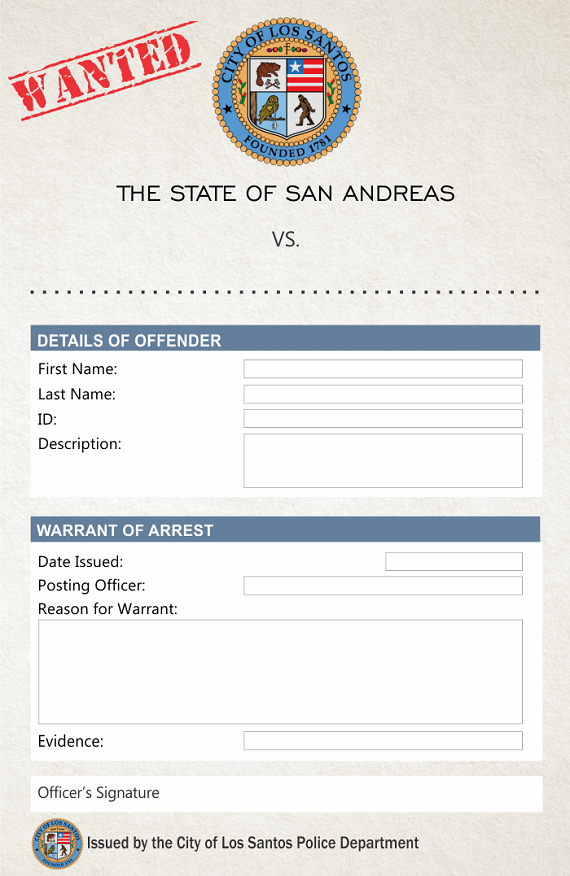 WANTED
CITY OF LOS SANTOS
FOUNDED 1781
THE STATE OF SAN ANDREAS
VS.
DETAILS OF OFFENDER
First Name:
Last Name:
ID:
Description:
WARRANT OF ARREST
Date Issued:
Posting Officer:
Reason for Warrant:
Evidence:
Officer's Signature
Issued by the City of Los Santos Police Department